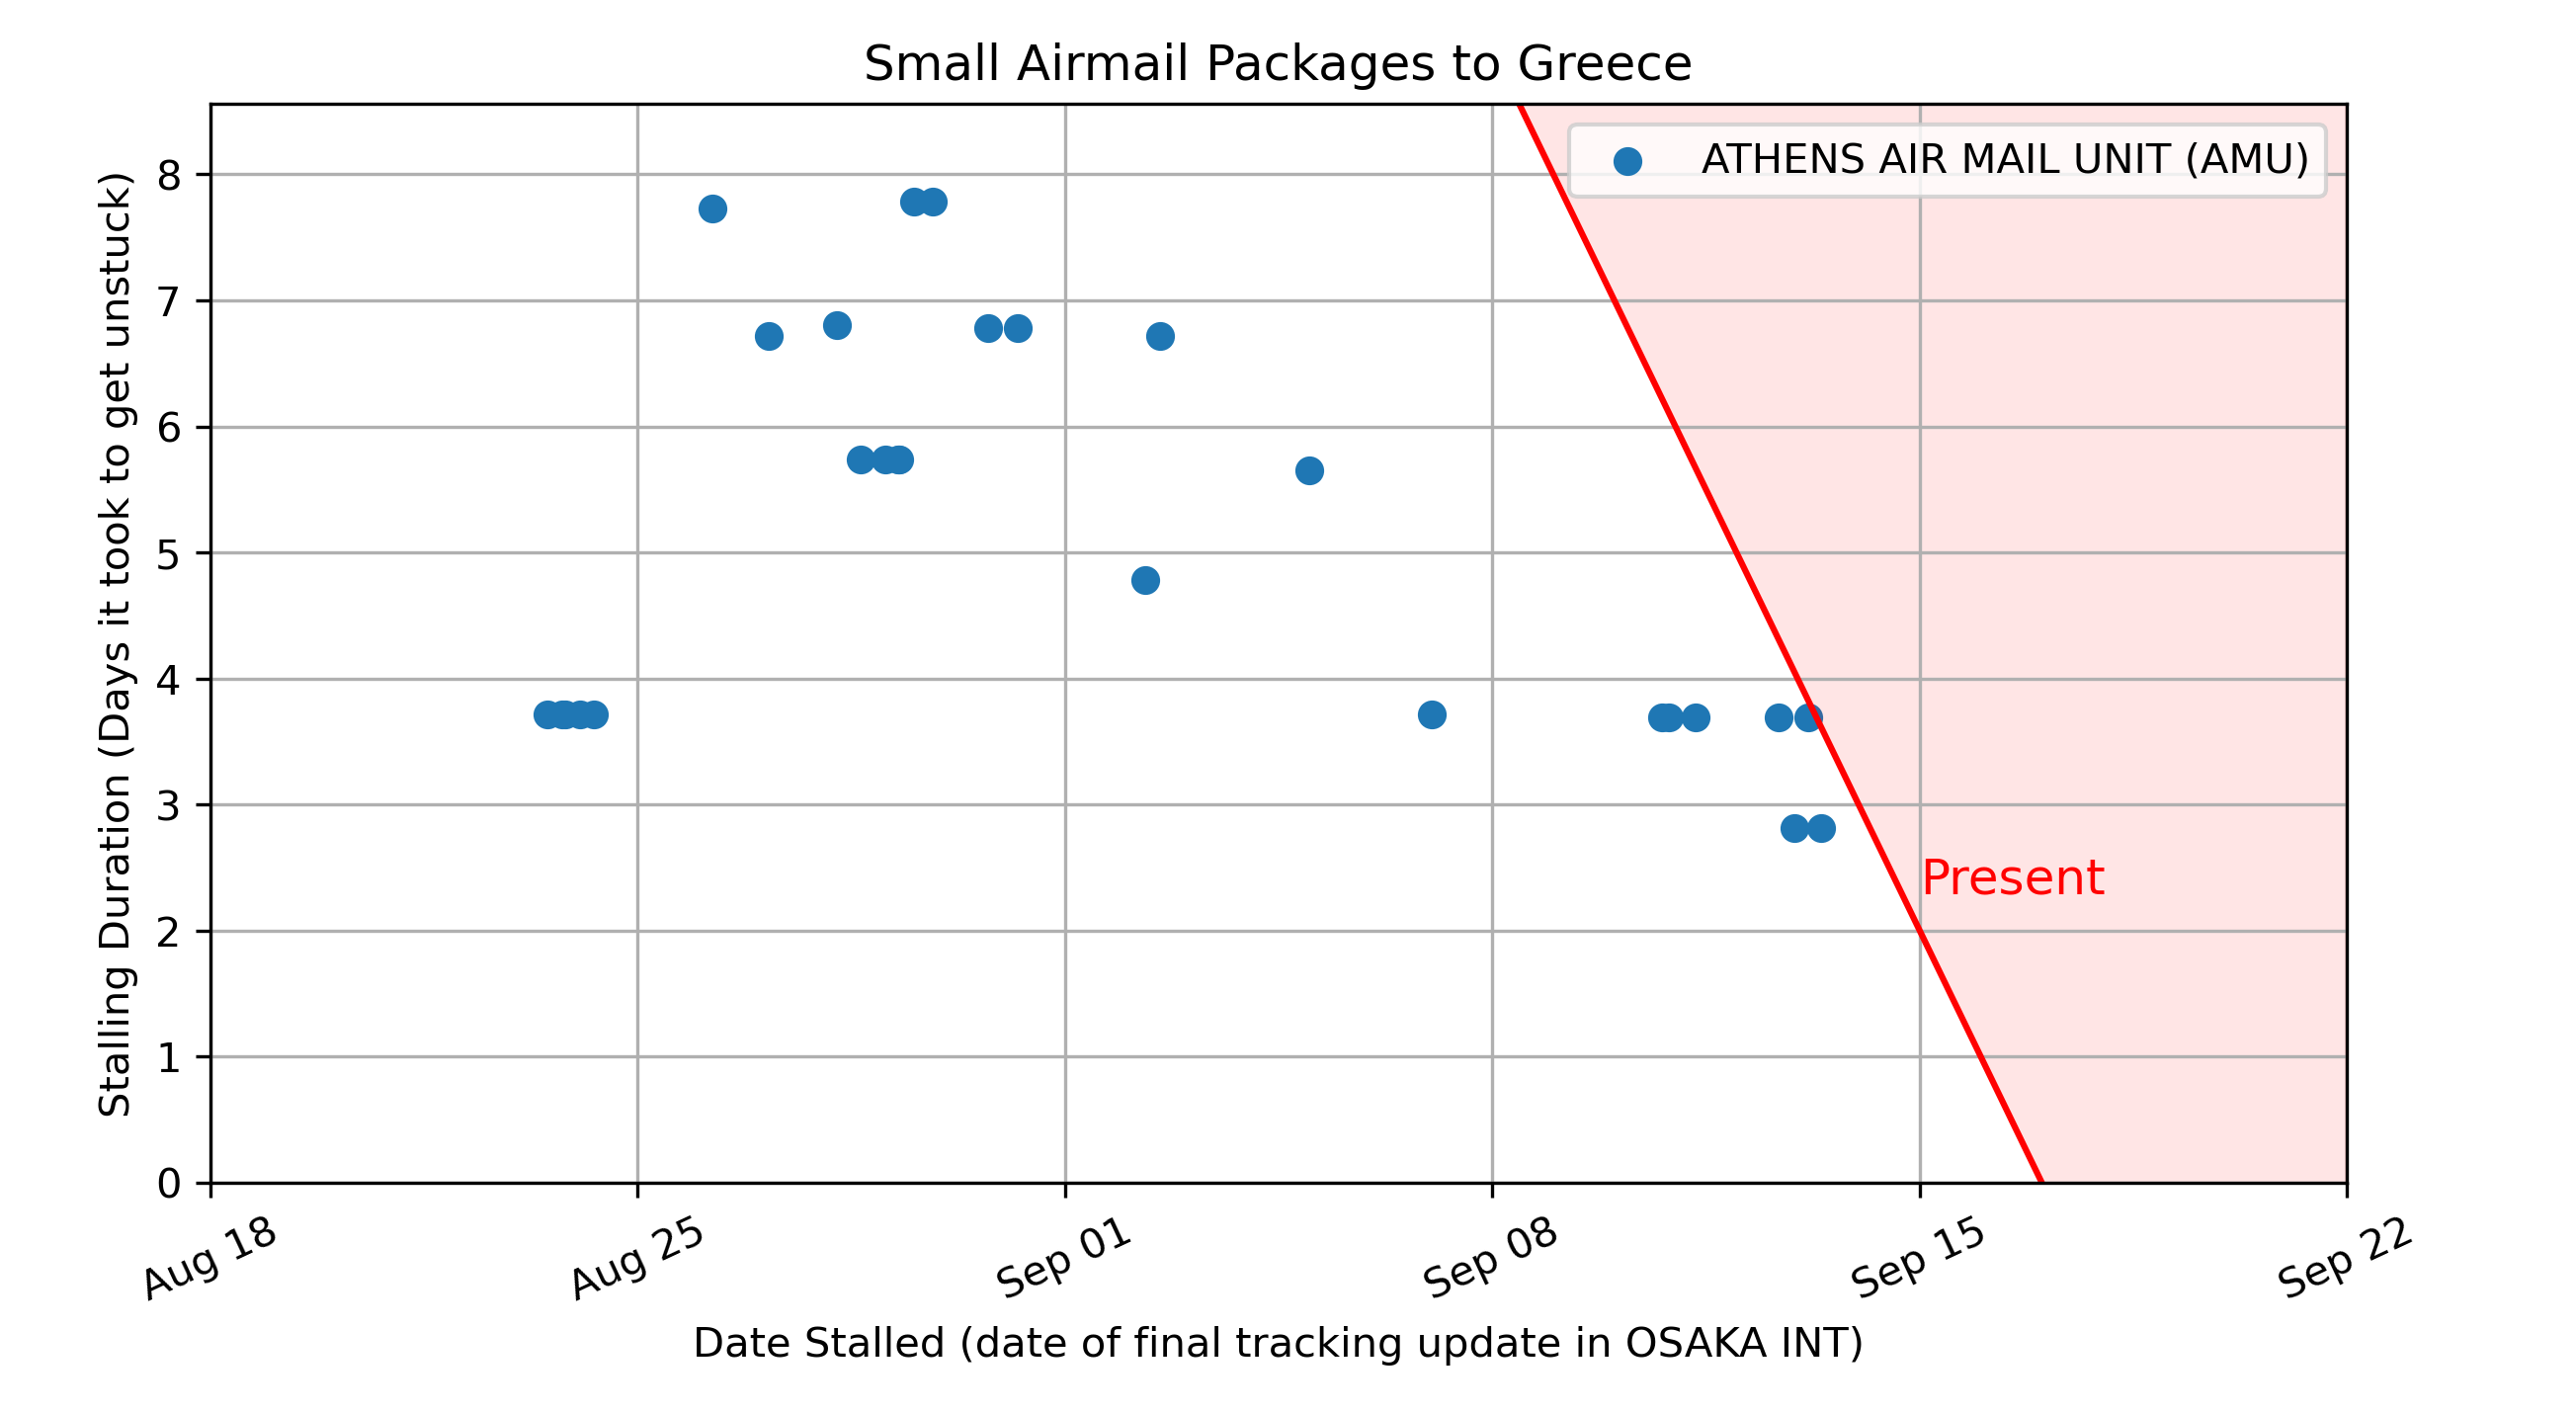 Small Airmail Packages to Greece
ATHENS AIR MAIL UNIT (AMU)
Stalling Duration (Days it took to get unstuck)
8
7
6
5
4
3
2
1
0
Present
Aug 18
Aug 25
Sep 01
Sep 08
Sep 15
Sep 22
Date Stalled (date of final tracking update in OSAKA INT)